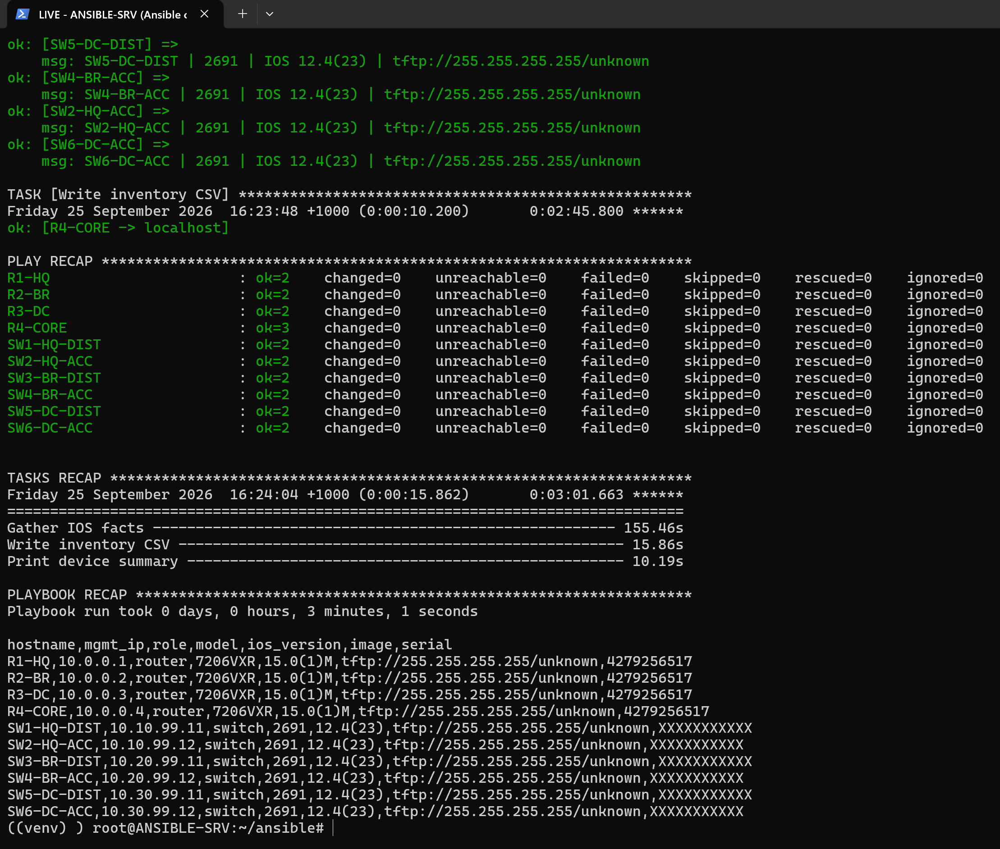 LIVE - ANSIBLE-SRV (Ansible c
ok: [SW5-DC-DIST] =>
    msg: SW5-DC-DIST | 2691 | IOS 12.4(23) | tftp://255.255.255.255/unknown
ok: [SW4-BR-ACC] =>
    msg: SW4-BR-ACC | 2691 | IOS 12.4(23) | tftp://255.255.255.255/unknown
ok: [SW2-HQ-ACC] =>
    msg: SW2-HQ-ACC | 2691 | IOS 12.4(23) | tftp://255.255.255.255/unknown
ok: [SW6-DC-ACC] =>
    msg: SW6-DC-ACC | 2691 | IOS 12.4(23) | tftp://255.255.255.255/unknown
TASK [Write inventory CSV] *****************************************************
Friday 25 September 2026  16:23:48 +1000 (0:00:10.200)       0:02:45.800 ******
ok: [R4-CORE -> localhost]
PLAY RECAP *********************************************************************
R1-HQ                      : ok=2    changed=0    unreachable=0    failed=0    skipped=0    rescued=0    ignored=0
R2-BR                      : ok=2    changed=0    unreachable=0    failed=0    skipped=0    rescued=0    ignored=0
R3-DC                      : ok=2    changed=0    unreachable=0    failed=0    skipped=0    rescued=0    ignored=0
R4-CORE                    : ok=3    changed=0    unreachable=0    failed=0    skipped=0    rescued=0    ignored=0
SW1-HQ-DIST                : ok=2    changed=0    unreachable=0    failed=0    skipped=0    rescued=0    ignored=0
SW2-HQ-ACC                 : ok=2    changed=0    unreachable=0    failed=0    skipped=0    rescued=0    ignored=0
SW3-BR-DIST                : ok=2    changed=0    unreachable=0    failed=0    skipped=0    rescued=0    ignored=0
SW4-BR-ACC                 : ok=2    changed=0    unreachable=0    failed=0    skipped=0    rescued=0    ignored=0
SW5-DC-DIST                : ok=2    changed=0    unreachable=0    failed=0    skipped=0    rescued=0    ignored=0
SW6-DC-ACC                 : ok=2    changed=0    unreachable=0    failed=0    skipped=0    rescued=0    ignored=0
TASKS RECAP ********************************************************************
Friday 25 September 2026  16:24:04 +1000 (0:00:15.862)       0:03:01.663 ******
===============================================================================
Gather IOS facts ------------------------------------------------------ 155.46s
Write inventory CSV ---------------------------------------------------- 15.86s
Print device summary --------------------------------------------------- 10.19s
PLAYBOOK RECAP *****************************************************************
Playbook run took 0 days, 0 hours, 3 minutes, 1 seconds
hostname,mgmt_ip,role,model,ios_version,image,serial
R1-HQ,10.0.0.1,router,7206VXR,15.0(1)M,tftp://255.255.255.255/unknown,4279256517
R2-BR,10.0.0.2,router,7206VXR,15.0(1)M,tftp://255.255.255.255/unknown,4279256517
R3-DC,10.0.0.3,router,7206VXR,15.0(1)M,tftp://255.255.255.255/unknown,4279256517
R4-CORE,10.0.0.4,router,7206VXR,15.0(1)M,tftp://255.255.255.255/unknown,4279256517
SW1-HQ-DIST,10.10.99.11,switch,2691,12.4(23),tftp://255.255.255.255/unknown,XXXXXXXXXXX
SW2-HQ-ACC,10.10.99.12,switch,2691,12.4(23),tftp://255.255.255.255/unknown,XXXXXXXXXXX
SW3-BR-DIST,10.20.99.11,switch,2691,12.4(23),tftp://255.255.255.255/unknown,XXXXXXXXXXX
SW4-BR-ACC,10.20.99.12,switch,2691,12.4(23),tftp://255.255.255.255/unknown,XXXXXXXXXXX
SW5-DC-DIST,10.30.99.11,switch,2691,12.4(23),tftp://255.255.255.255/unknown,XXXXXXXXXXX
SW6-DC-ACC,10.30.99.12,switch,2691,12.4(23),tftp://255.255.255.255/unknown,XXXXXXXXXXX
((venv) ) root@ANSIBLE-SRV:~/ansible#